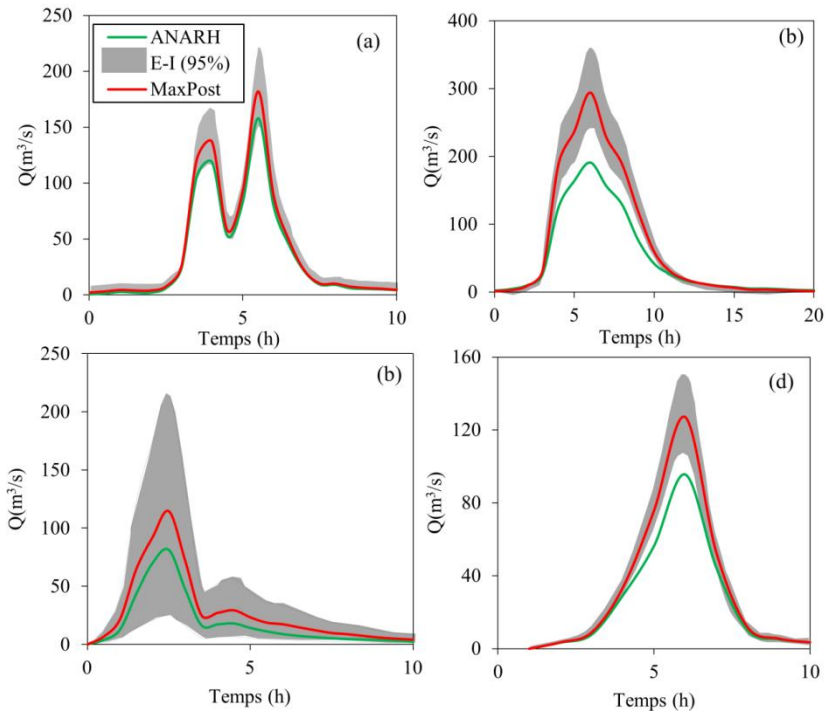 250
200
150
100
50
0
Q(m³/s)
ANARH
E-I (95%)
MaxPost
(a)
0 5 10
Temps (h)
400
300
200
100
0
Q(m³/s)
(b)
0 5 10 15 20
Temps (h)
250
200
150
100
50
0
Q(m³/s)
(b)
0 5 10
Temps (h)
160
120
80
40
0
Q(m³/s)
(d)
0 5 10
Temps (h)